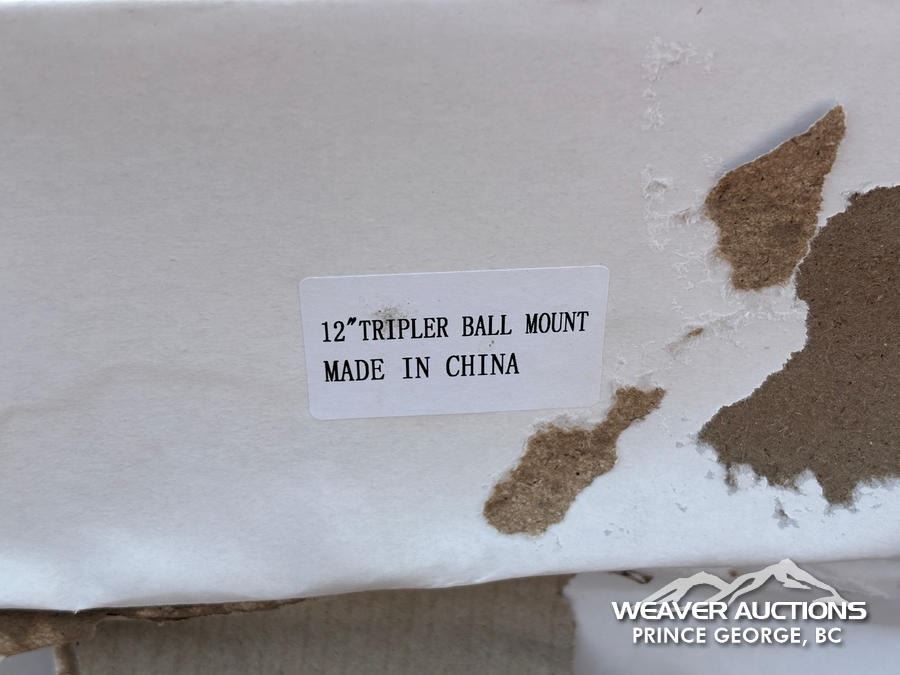 12"TRIPLER BALL MOUNT
MADE IN CHINA
WEAVER AUCTIONS
PRINCE GEORGE, BC